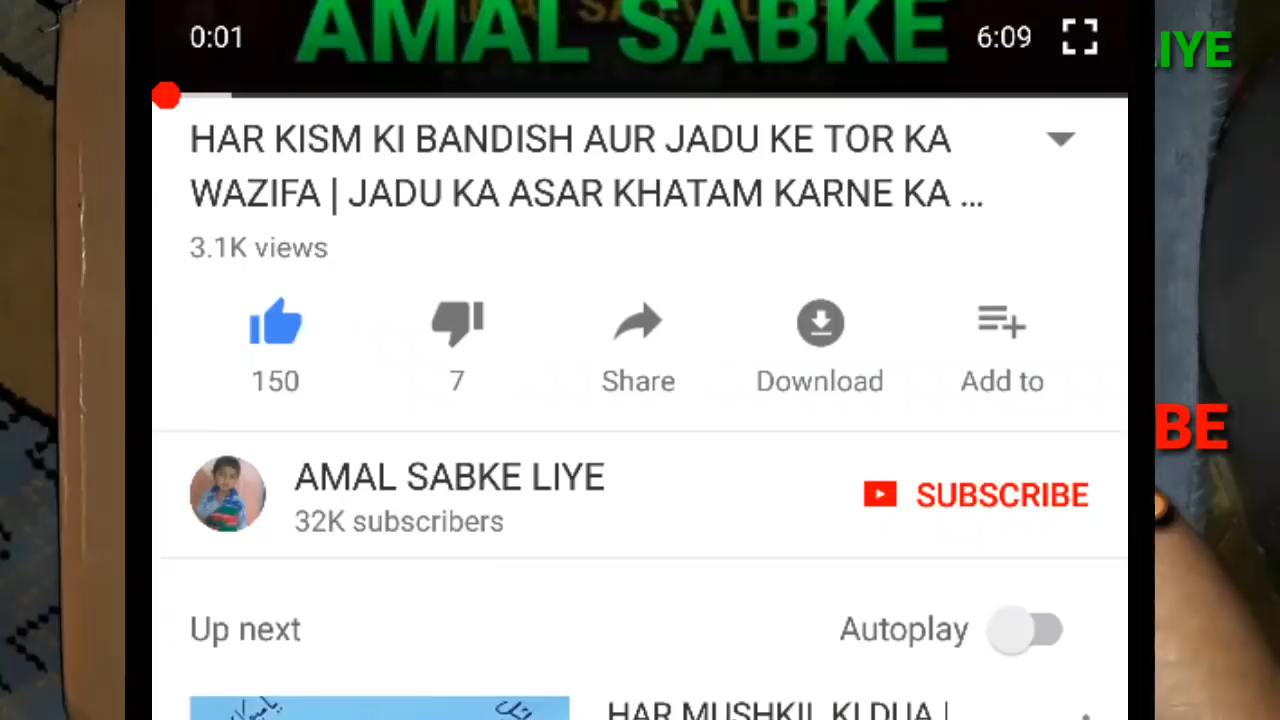 AMAL SABKE
0:01
6:09
LIYE
HAR KISM KI BANDISH AUR JADU KE TOR KA
WAZIFA | JADU KA ASAR KHATAM KARNE KA ...
3.1K views
150
7
Share
Download
Add to
BE
AMAL SABKE LIYE
32K subscribers
SUBSCRIBE
Up next
Autoplay
HAR MUSHKIL KI DUA |